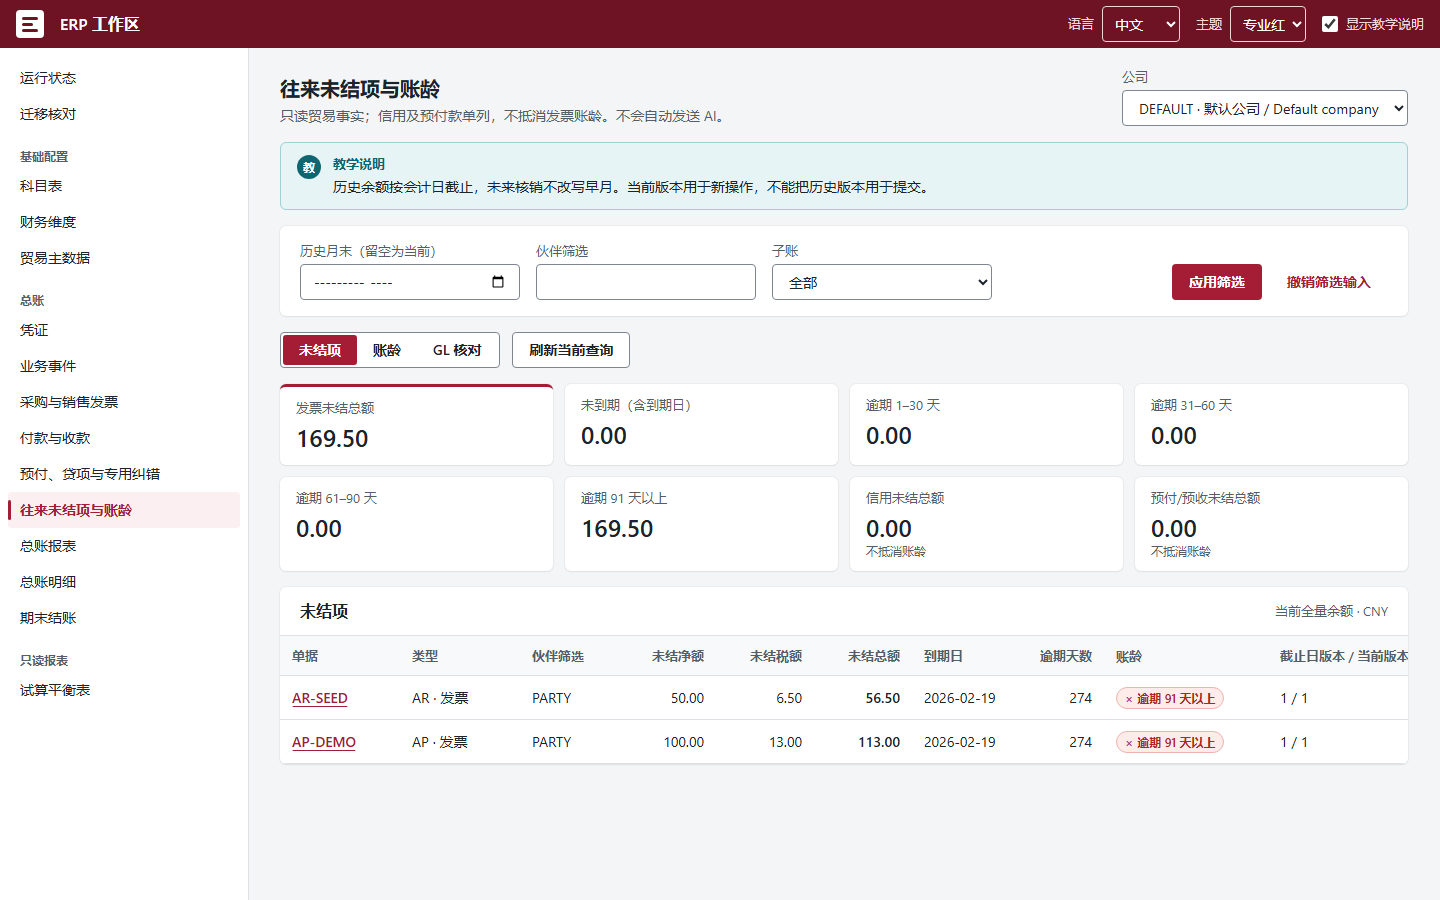 ERP 工作区
语言 中文 主题 专业红 显示教学说明
运行状态
迁移核对
基础配置
科目表
财务维度
贸易主数据
总账
凭证
业务事件
采购与销售发票
付款与收款
预付、贷项与专用纠错
往来未结项与账龄
总账报表
总账明细
期末结账
只读报表
试算平衡表
往来未结项与账龄
只读贸易事实；信用及预付款单列，不抵消发票账龄。不会自动发送 AI。
公司
DEFAULT · 默认公司 / Default company
教 教学说明
历史余额按会计日截止，未来核销不改写早月。当前版本用于新操作，不能把历史版本用于提交。
历史月末（留空为当前） 伙伴筛选 子账
--------- ---- 全部 应用筛选 撤销筛选输入
未结项 账龄 GL 核对 刷新当前查询
发票未结总额
169.50
未到期（含到期日）
0.00
逾期 1–30 天
0.00
逾期 31–60 天
0.00
逾期 61–90 天
0.00
逾期 91 天以上
169.50
信用未结总额
0.00
不抵消账龄
预付/预收未结总额
0.00
不抵消账龄
未结项 当前全量余额 · CNY
单据 类型 伙伴筛选 未结净额 未结税额 未结总额 到期日 逾期天数 账龄 截止日版本 / 当前版本
AR-SEED AR · 发票 PARTY 50.00 6.50 56.50 2026-02-19 274 × 逾期 91 天以上 1 / 1
AP-DEMO AP · 发票 PARTY 100.00 13.00 113.00 2026-02-19 274 × 逾期 91 天以上 1 / 1